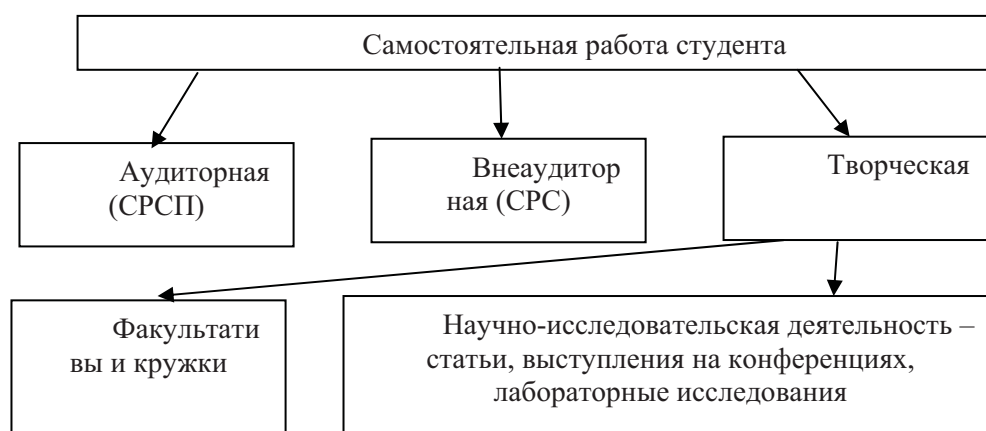 Самостоятельная работа студента
Аудиторная
(СРСП)
Внеаудитор
ная (СРС)
Творческая
Факультати
вы и кружки
Научно-исследовательская деятельность –
статьи, выступления на конференциях,
лабораторные исследования